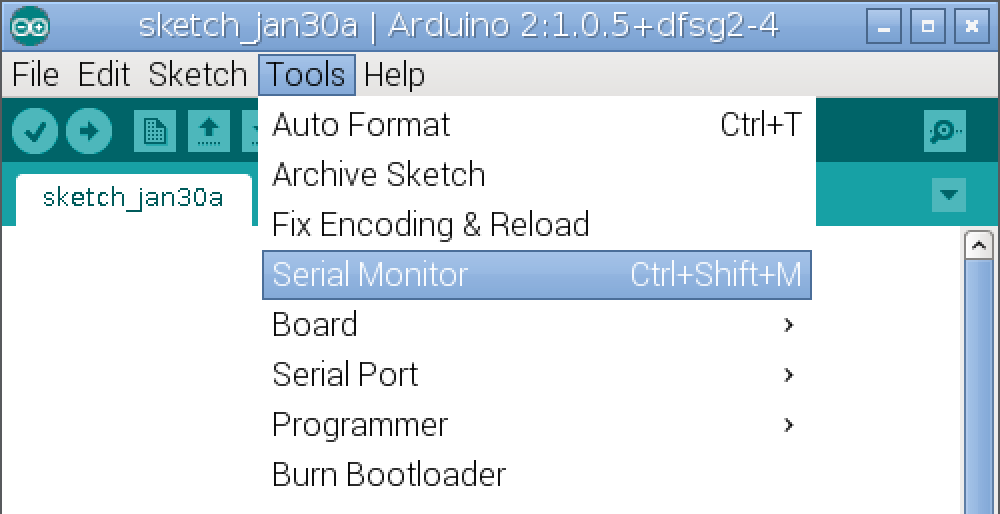 sketch_jan30a | Arduino 2:1.0.5+dfsg2-4
File Edit Sketch Tools Help
Auto Format Ctrl+T
Archive Sketch
sketch_jan30a
Fix Encoding & Reload
Serial Monitor Ctrl+Shift+M
Board
Serial Port
Programmer
Burn Bootloader